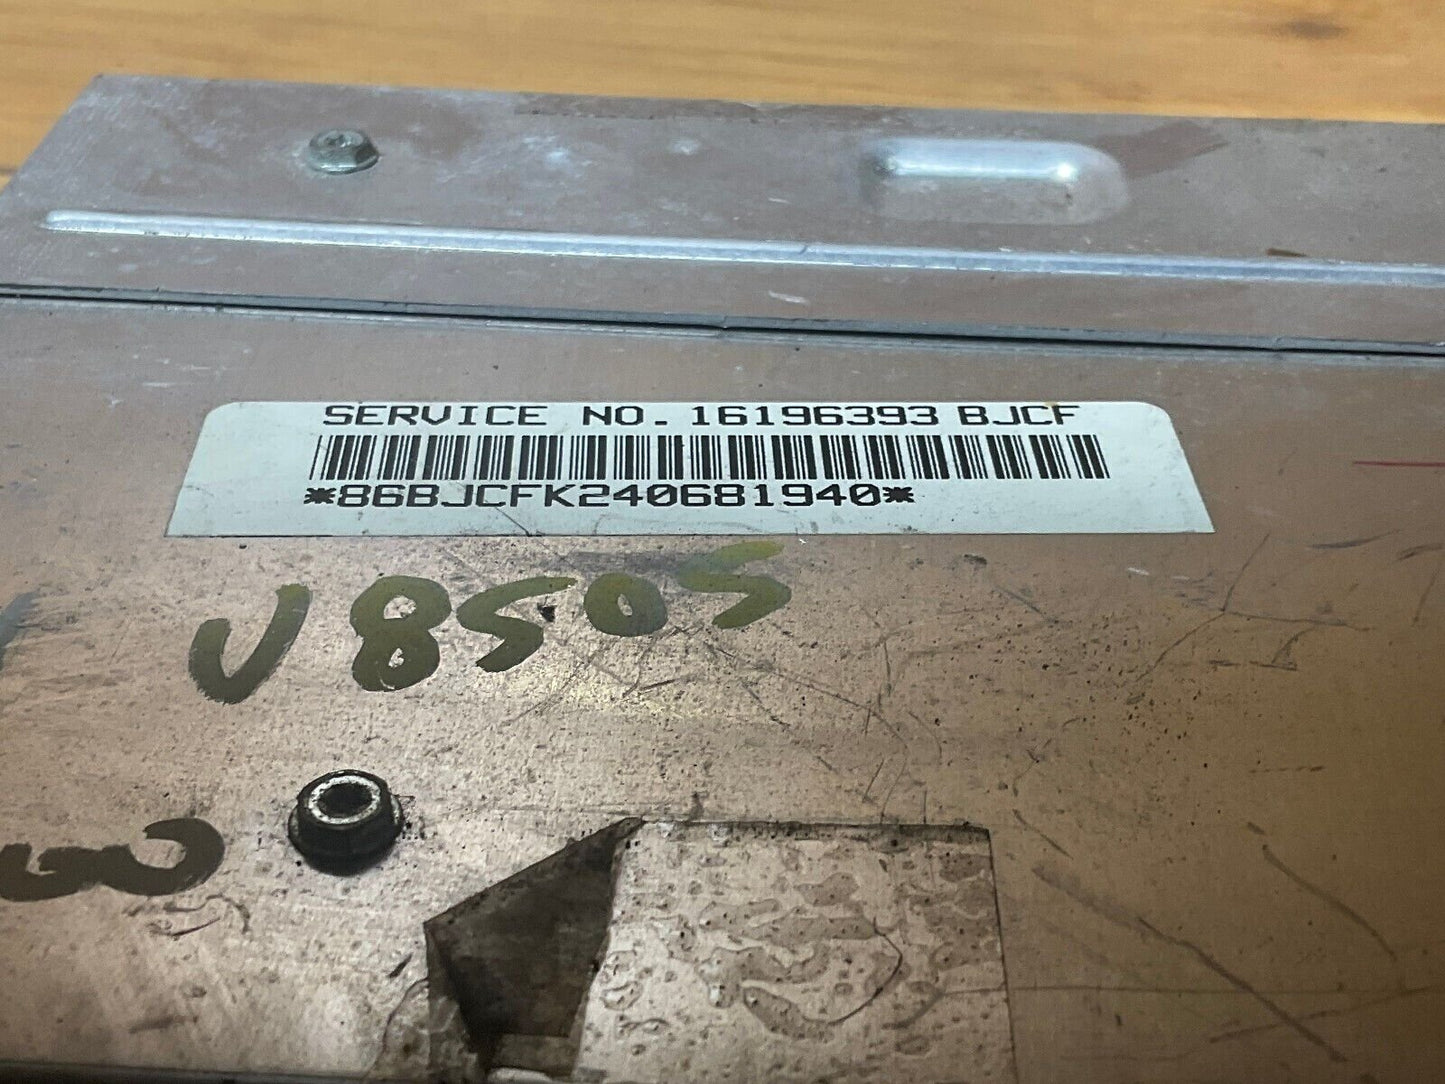 SERVICE NO. 16196393 BJCF
*86BJCFK240681940*
V8505